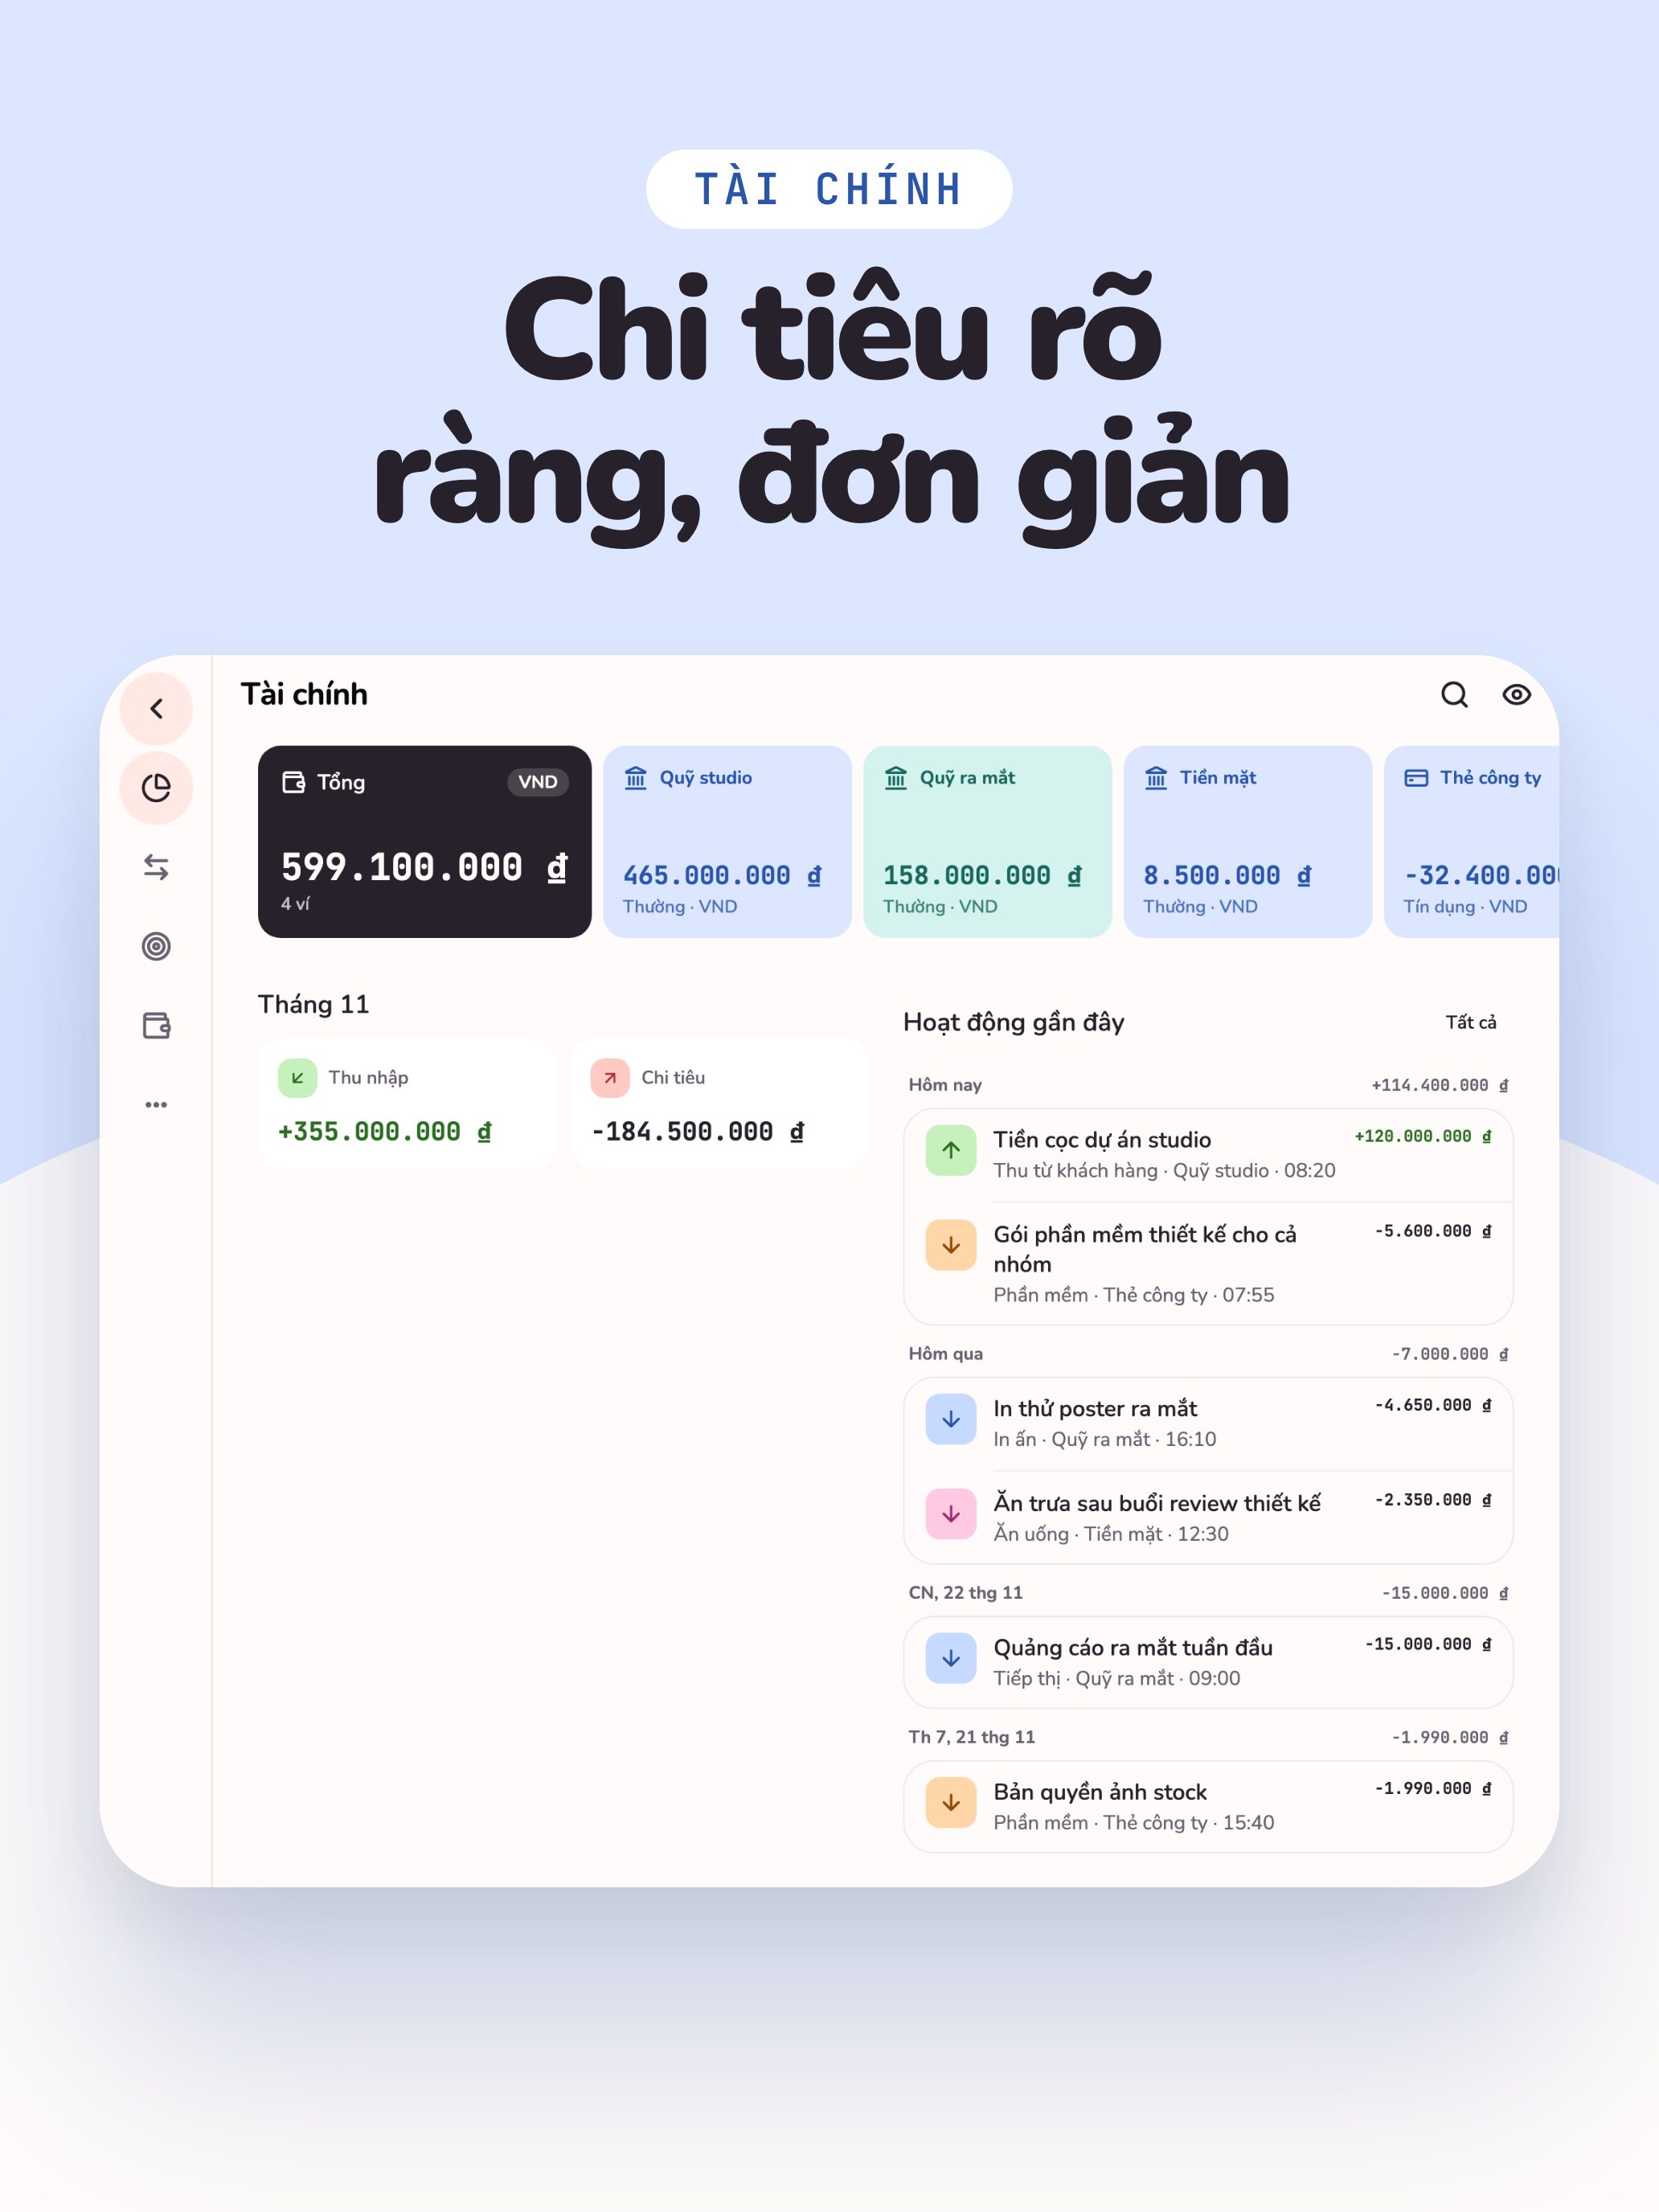 TÀI CHÍNH
Chi tiêu rõ
ràng, đơn giản
Tài chính
Tổng
VND
599.100.000 ₫
4 ví
Quỹ studio
465.000.000 ₫
Thường · VND
Quỹ ra mắt
158.000.000 ₫
Thường · VND
Tiền mặt
8.500.000 ₫
Thường · VND
Thẻ công ty
-32.400.000
Tín dụng · VND
Tháng 11
Thu nhập
+355.000.000 ₫
Chi tiêu
-184.500.000 ₫
Hoạt động gần đây
Tất cả
Hôm nay
+114.400.000 ₫
Tiền cọc dự án studio
+120.000.000 ₫
Thu từ khách hàng · Quỹ studio · 08:20
Gói phần mềm thiết kế cho cả
nhóm
-5.600.000 ₫
Phần mềm · Thẻ công ty · 07:55
Hôm qua
-7.000.000 ₫
In thử poster ra mắt
-4.650.000 ₫
In ấn · Quỹ ra mắt · 16:10
Ăn trưa sau buổi review thiết kế
-2.350.000 ₫
Ăn uống · Tiền mặt · 12:30
CN, 22 thg 11
-15.000.000 ₫
Quảng cáo ra mắt tuần đầu
-15.000.000 ₫
Tiếp thị · Quỹ ra mắt · 09:00
Th 7, 21 thg 11
-1.990.000 ₫
Bản quyền ảnh stock
-1.990.000 ₫
Phần mềm · Thẻ công ty · 15:40